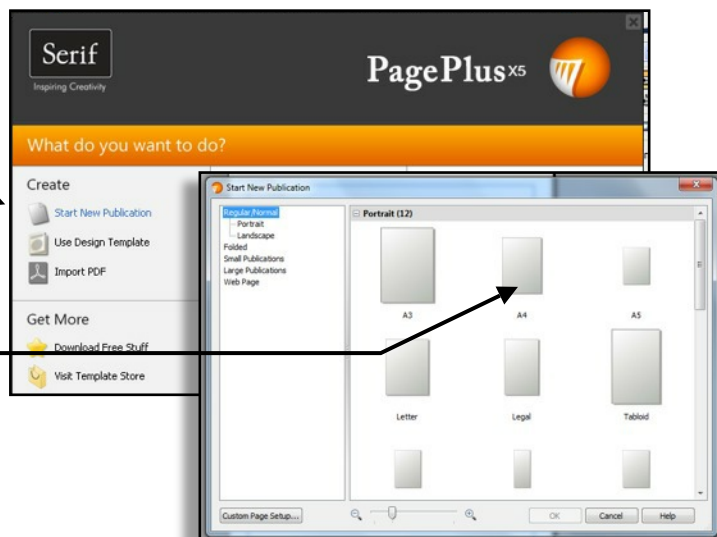 Serif
Inspiring Creativity
PagePlus X5
What do you want to do?
Create
Start New Publication
Use Design Template
Import PDF
Get More
Download Free Stuff
Visit Template Store
Start New Publication
Regular/Normal
Portrait
Landscape
Folded
Small Publications
Large Publications
Web Page
Portrait (12)
A3 A4 A5
Letter Legal Tabloid
Custom Page Setup... OK Cancel Help